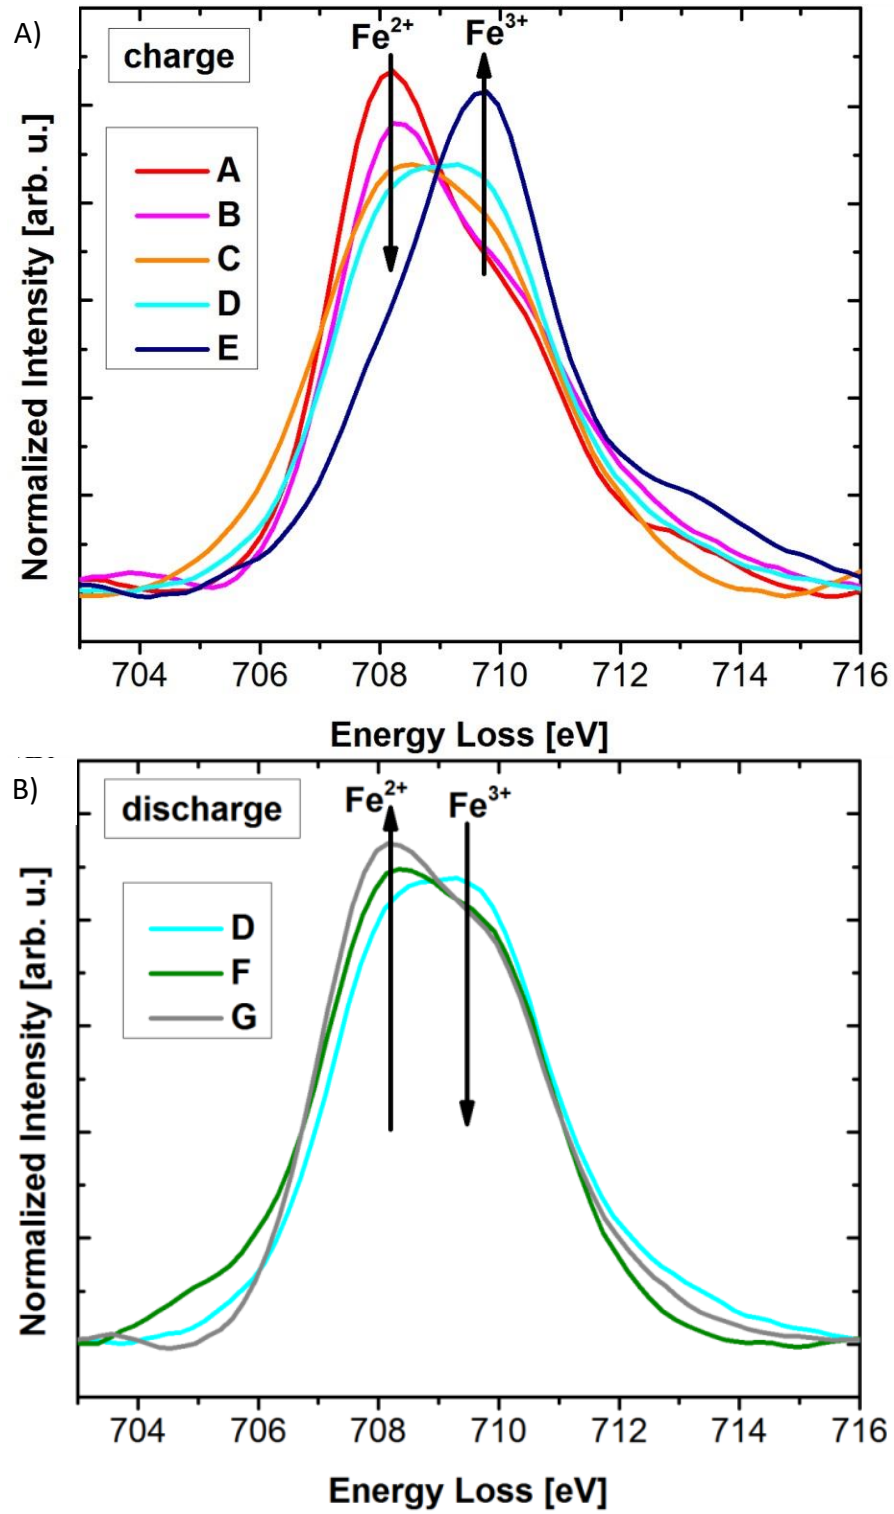 A)
charge
Fe²⁺
Fe³⁺
A
B
C
D
E
Normalized Intensity [arb. u.]
704 706 708 710 712 714 716
Energy Loss [eV]
B)
discharge
Fe²⁺
Fe³⁺
D
F
G
Normalized Intensity [arb. u.]
704 706 708 710 712 714 716
Energy Loss [eV]